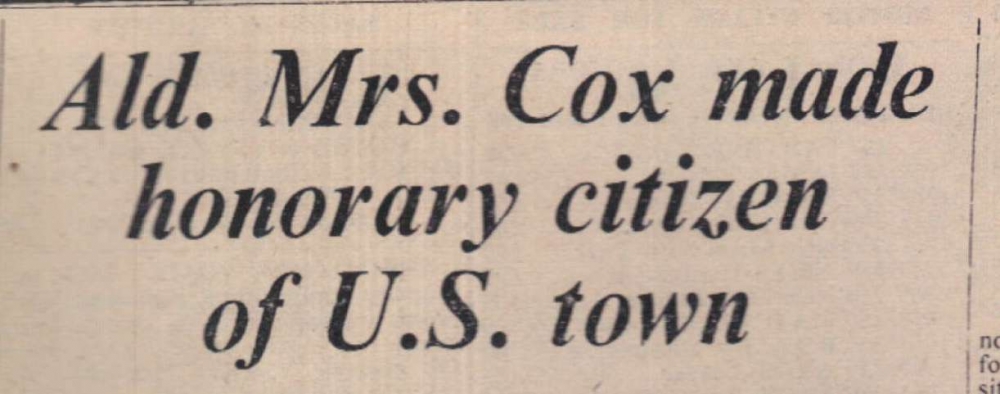 Ald. Mrs. Cox made
honorary citizen
of U.S. town